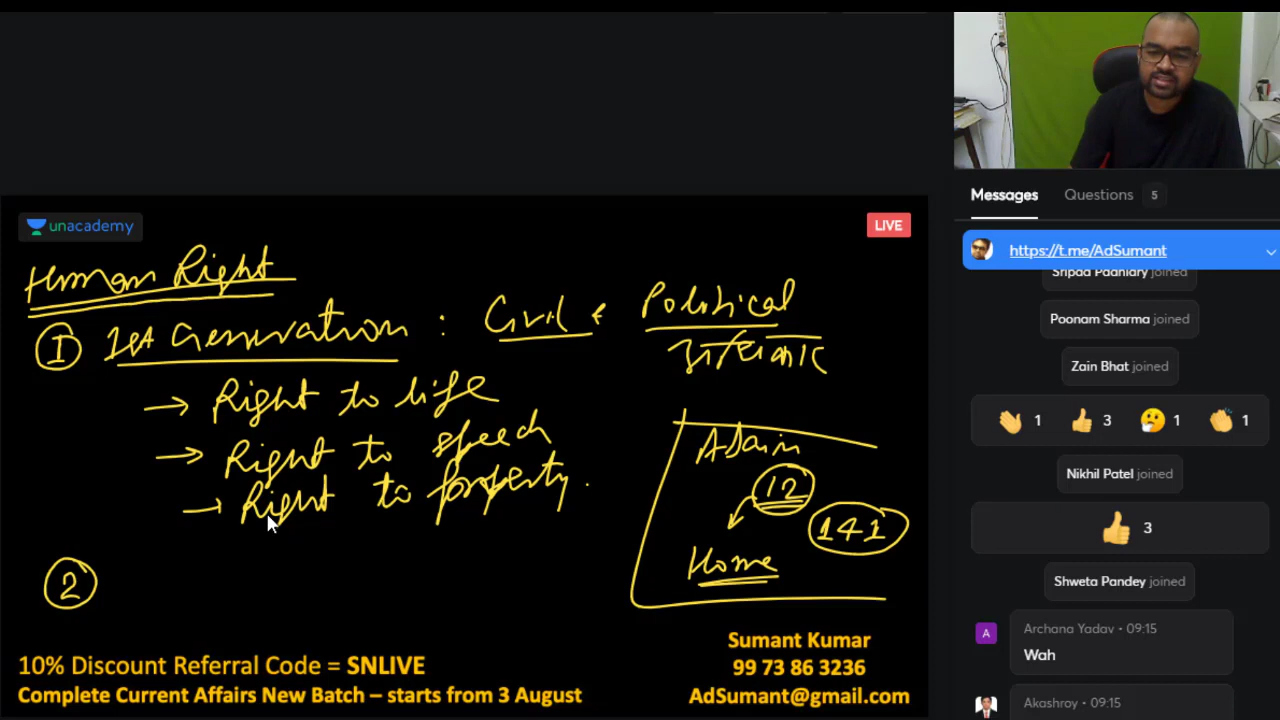 unacademy
LIVE
Human Right
① 1st Generation : Civil & Political
अधिकार
→ Right to life
→ Right to speech
→ Right to property.
12
141
Home
②
10% Discount Referral Code = SNLIVE
Complete Current Affairs New Batch – starts from 3 August
Sumant Kumar
99 73 86 3236
AdSumant@gmail.com
Messages
Questions 5
https://t.me/AdSumant
joined
Poonam Sharma joined
Zain Bhat joined
1 3 1 1
Nikhil Patel joined
3
Shweta Pandey joined
A
Archana Yadav • 09:15
Wah
Akashroy • 09:15